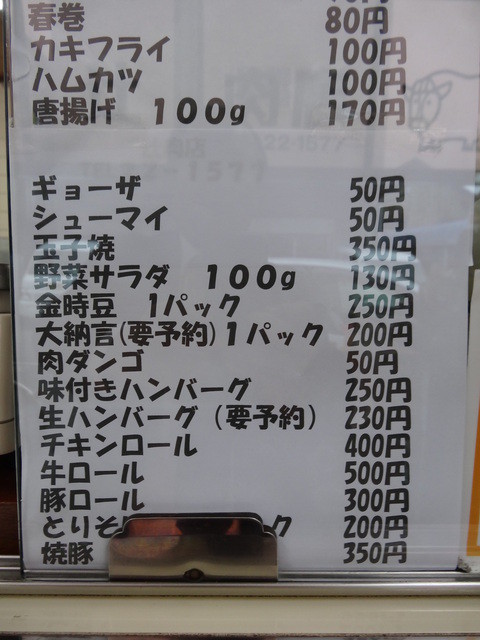 春巻 80円
カキフライ 100円
ハムカツ 100円
唐揚げ 100g 170円
ギョーザ 50円
シューマイ 50円
玉子焼 350円
野菜サラダ 100g 130円
金時豆 1パック 250円
大納言(要予約)1パック 200円
肉ダンゴ 50円
味付きハンバーグ 250円
生ハンバーグ(要予約) 230円
チキンロール 400円
牛ロール 500円
豚ロール 300円
とりそ ク 200円
焼豚 350円